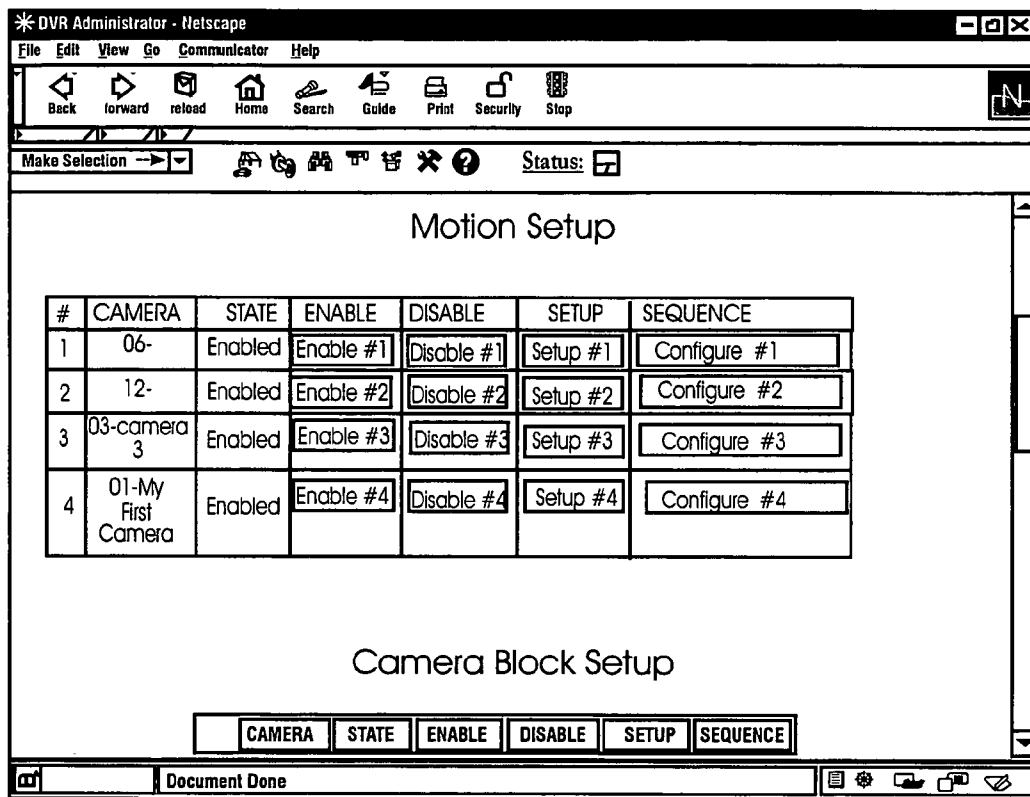 DVR Administrator - Netscape
File Edit View Go Communicator Help
Back forward reload Home Search Guide Print Security Stop
N
Make Selection Status:
Motion Setup
# CAMERA STATE ENABLE DISABLE SETUP SEQUENCE
1 06- Enabled Enable #1 Disable #1 Setup #1 Configure #1
2 12- Enabled Enable #2 Disable #2 Setup #2 Configure #2
3 03-camera 3 Enabled Enable #3 Disable #3 Setup #3 Configure #3
4 01-My First Camera Enabled Enable #4 Disable #4 Setup #4 Configure #4
Camera Block Setup
CAMERA STATE ENABLE DISABLE SETUP SEQUENCE
Document Done